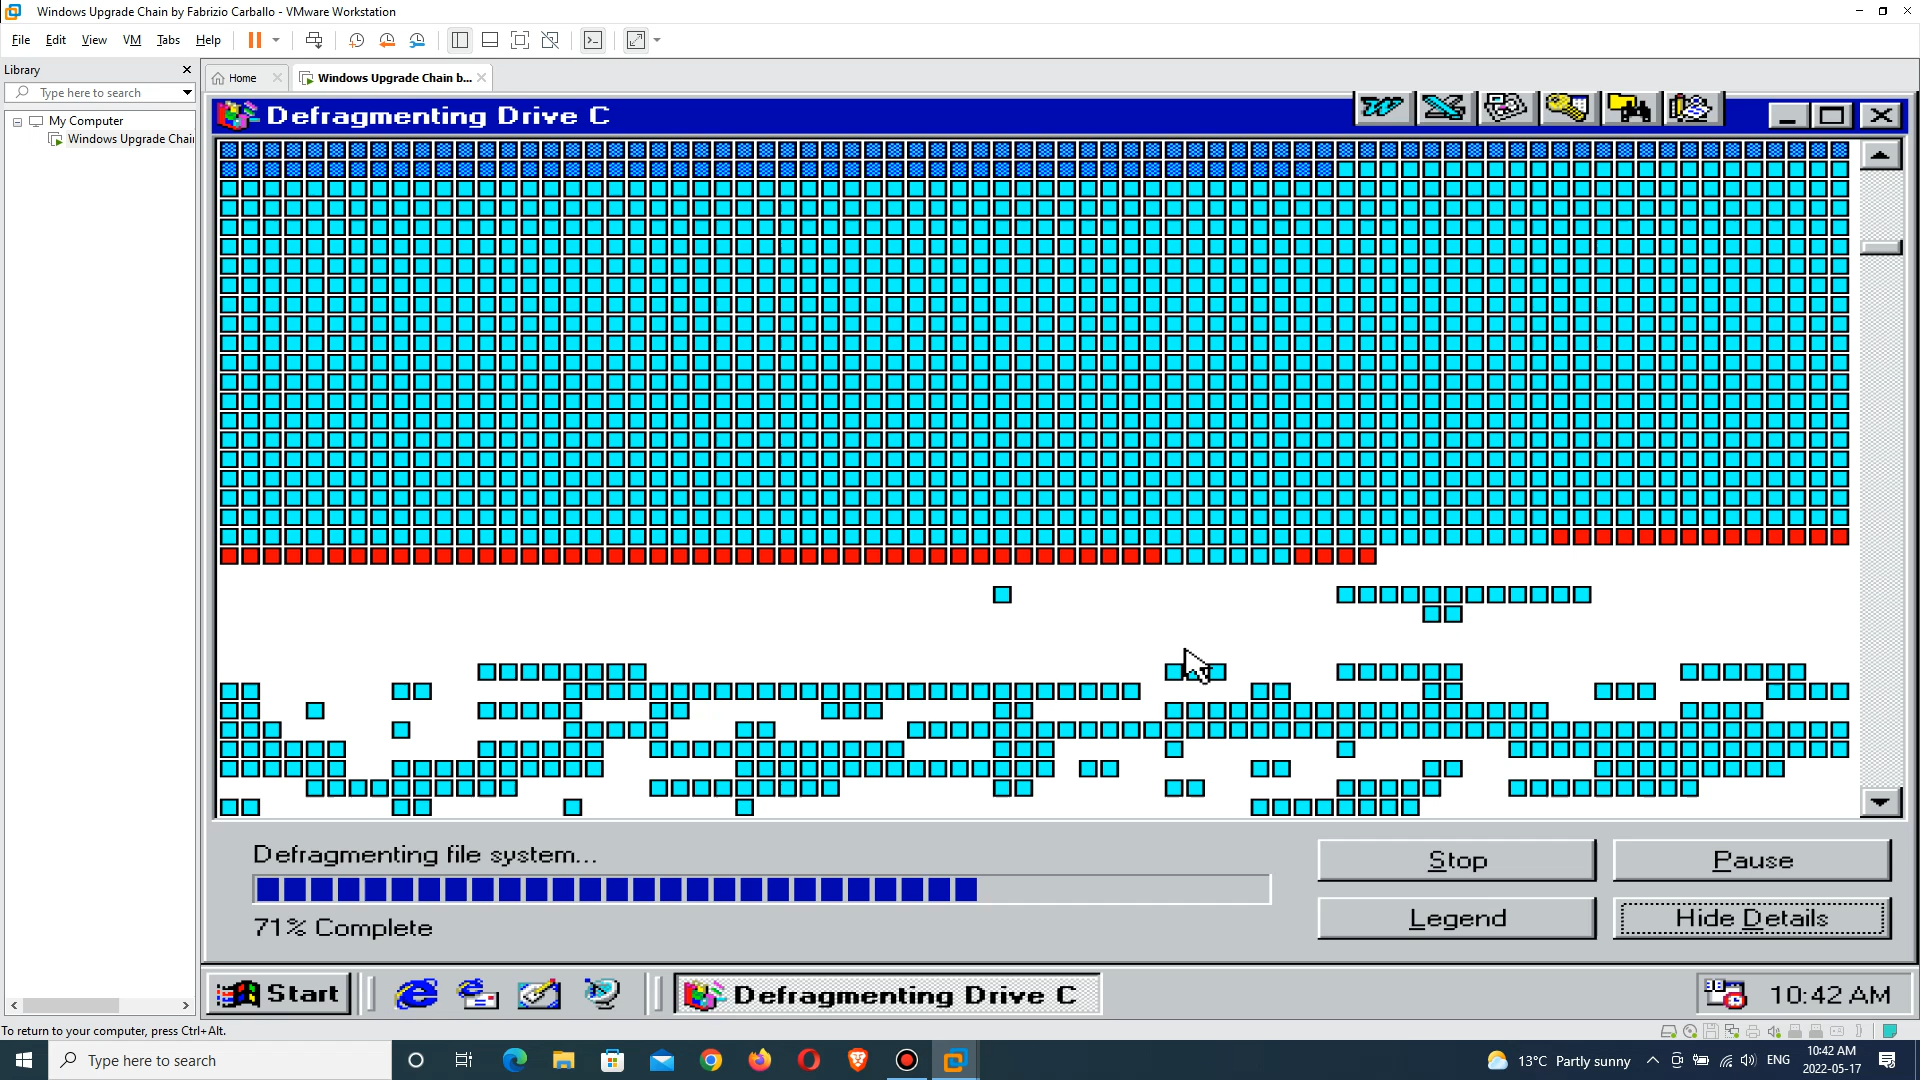 Windows Upgrade Chain by Fabrizio Carballo - VMware Workstation
File Edit View VM Tabs Help
Library
Home
Windows Upgrade Chain b...
Type here to search
My Computer
Windows Upgrade Chain
Defragmenting Drive C
Defragmenting file system...
71% Complete
Stop
Pause
Legend
Hide Details
Start
Defragmenting Drive C
10:42 AM
To return to your computer, press Ctrl+Alt.
Type here to search
13°C Partly sunny
ENG
10:42 AM
2022-05-17